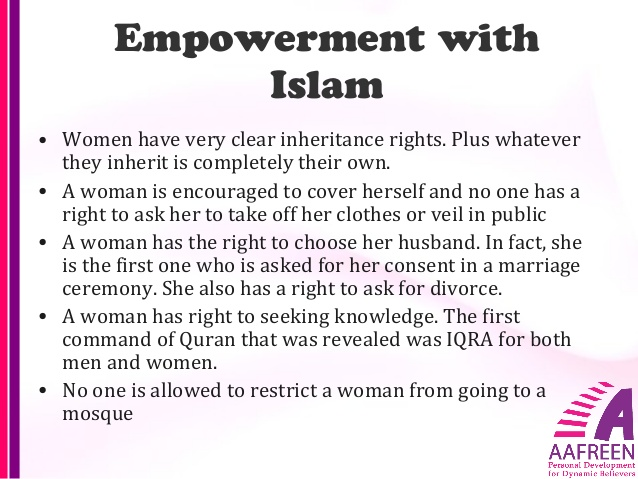 Empowerment with
Islam
• Women have very clear inheritance rights. Plus whatever
they inherit is completely their own.
• A woman is encouraged to cover herself and no one has a
right to ask her to take off her clothes or veil in public
• A woman has the right to choose her husband. In fact, she
is the first one who is asked for her consent in a marriage
ceremony. She also has a right to ask for divorce.
• A woman has right to seeking knowledge. The first
command of Quran that was revealed was IQRA for both
men and women.
• No one is allowed to restrict a woman from going to a
mosque
A
AAFREEN
Personal Development
for Dynamic Believers